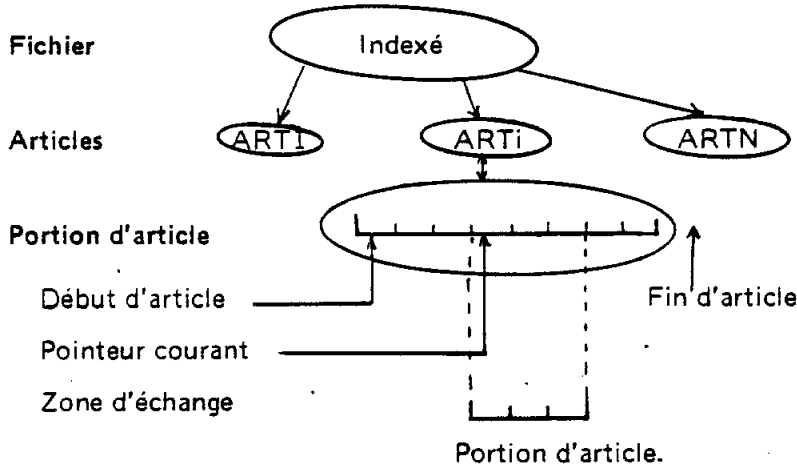 Fichier
Indexé
Articles
ART1
ARTi
ARTN
Portion d'article
Début d'article
Fin d'article
Pointeur courant
Zone d'échange
Portion d'article.